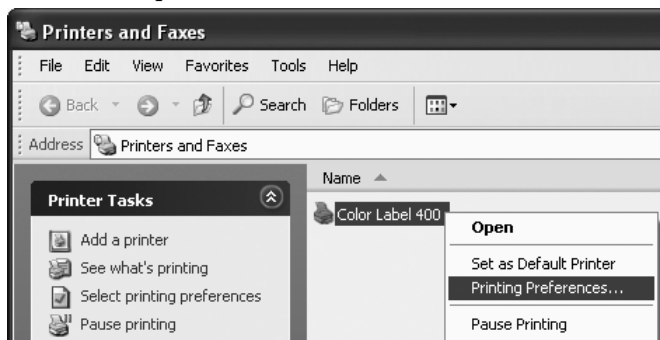 Printers and Faxes
File Edit View Favorites Tools Help
Back Search Folders
Address Printers and Faxes
Name
Printer Tasks
Color Label 400
Open
Add a printer
Set as Default Printer
See what's printing
Printing Preferences...
Select printing preferences
Pause printing
Pause Printing